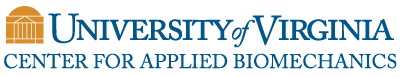 UNIVERSITY of VIRGINIA
CENTER FOR APPLIED BIOMECHANICS